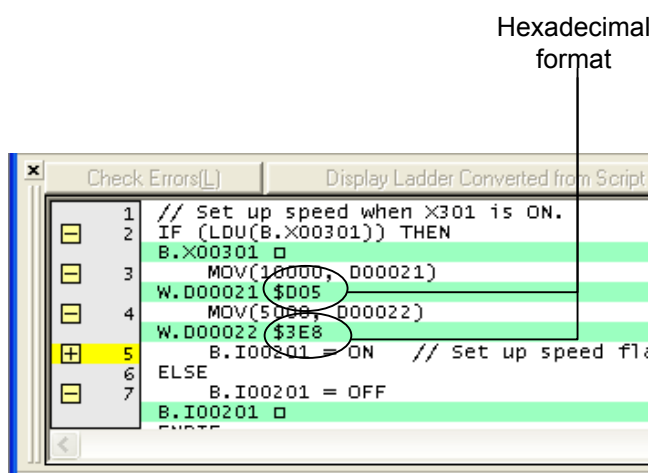 Hexadecimal
format
Check Errors(L)
Display Ladder Converted from Script
1 // Set up speed when X301 is ON.
2 IF (LDU(B.X00301)) THEN
B.X00301 □
3 MOV(10000, D00021)
W.D00021 $D05
4 MOV(5000, D00022)
W.D00022 $3E8
5 B.I00201 = ON // Set up speed fla
6 ELSE
7 B.I00201 = OFF
B.I00201 □
ENDIF